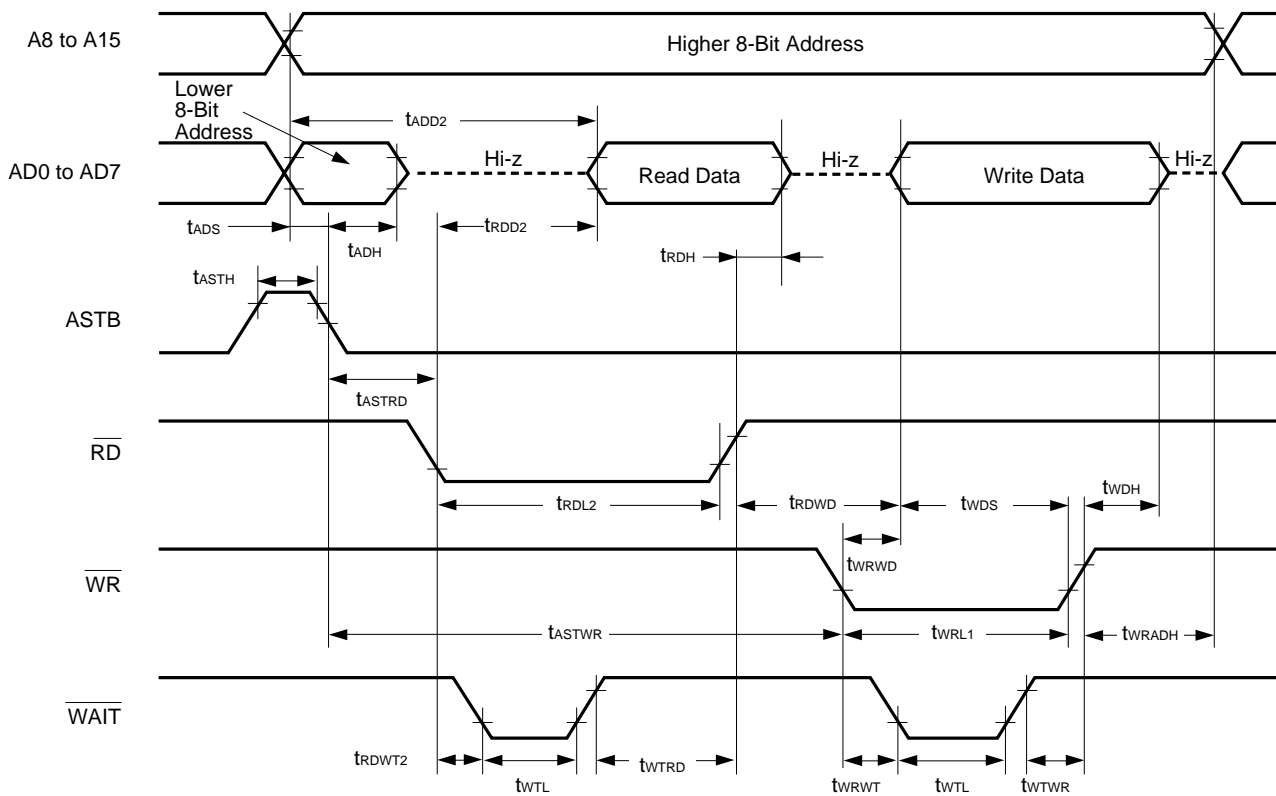 A8 to A15
Higher 8-Bit Address
Lower
8-Bit
Address
tADD2
AD0 to AD7
Hi-z
Read Data
Hi-z
Write Data
Hi-z
tADS
tADH
tRDD2
tRDH
tASTH
ASTB
tASTRD
RD
tRDL2
tRDWD
tWDS
tWDH
tWRWD
WR
tASTWR
tWRL1
tWRADH
WAIT
tRDWT2
tWTL
tWTRD
tWRWT
tWTL
tWTWR